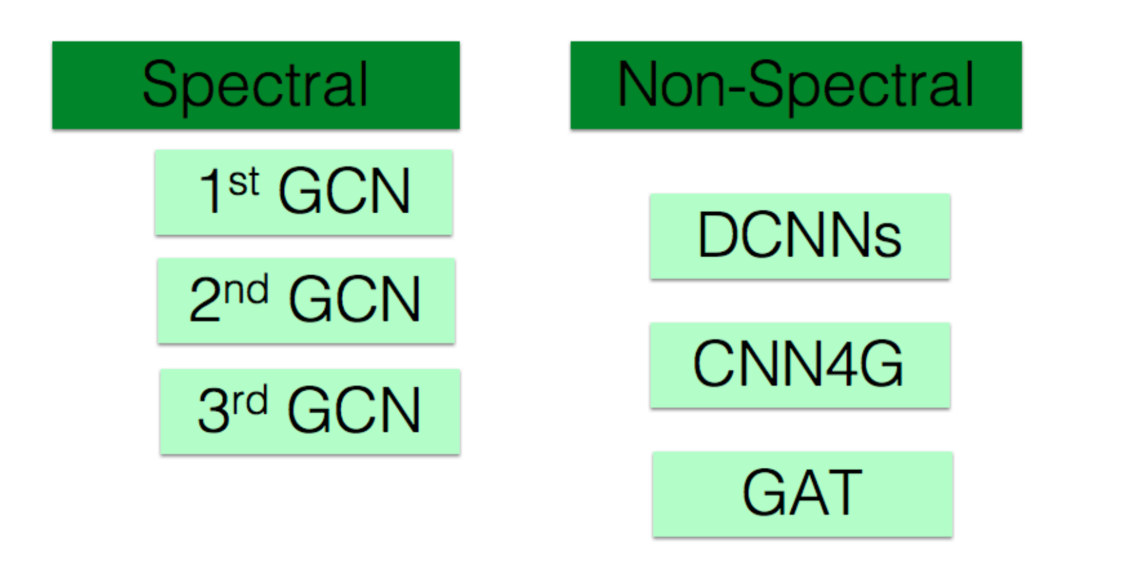 Spectral
1st GCN
2nd GCN
3rd GCN
Non-Spectral
DCNNs
CNN4G
GAT